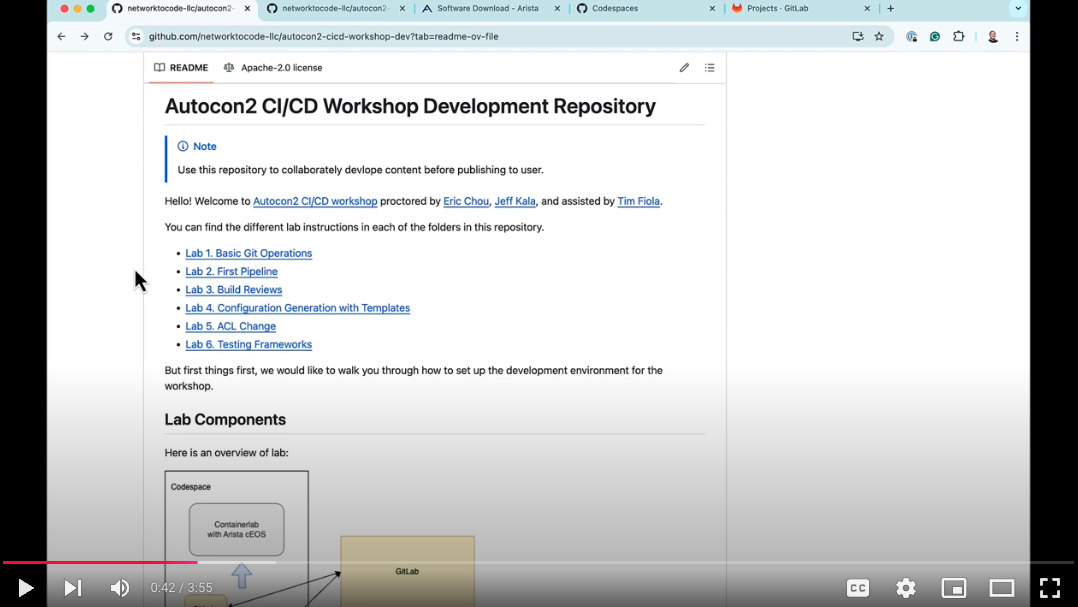 networktocode-llc/autocon2-
networktocode-llc/autocon2-
Software Download - Arista
Codespaces
Projects · GitLab
github.com/networktocode-llc/autocon2-cicd-workshop-dev?tab=readme-ov-file
README
Apache-2.0 license
Autocon2 CI/CD Workshop Development Repository
Note
Use this repository to collaborately devlope content before publishing to user.
Hello! Welcome to Autocon2 CI/CD workshop proctored by Eric Chou, Jeff Kala, and assisted by Tim Fiola.
You can find the different lab instructions in each of the folders in this repository.
• Lab 1. Basic Git Operations
• Lab 2. First Pipeline
• Lab 3. Build Reviews
• Lab 4. Configuration Generation with Templates
• Lab 5. ACL Change
• Lab 6. Testing Frameworks
But first things first, we would like to walk you through how to set up the development environment for the
workshop.
Lab Components
Here is an overview of lab:
Codespace
Containerlab
with Arista cEOS
GitLab
0:42 / 3:55
CC